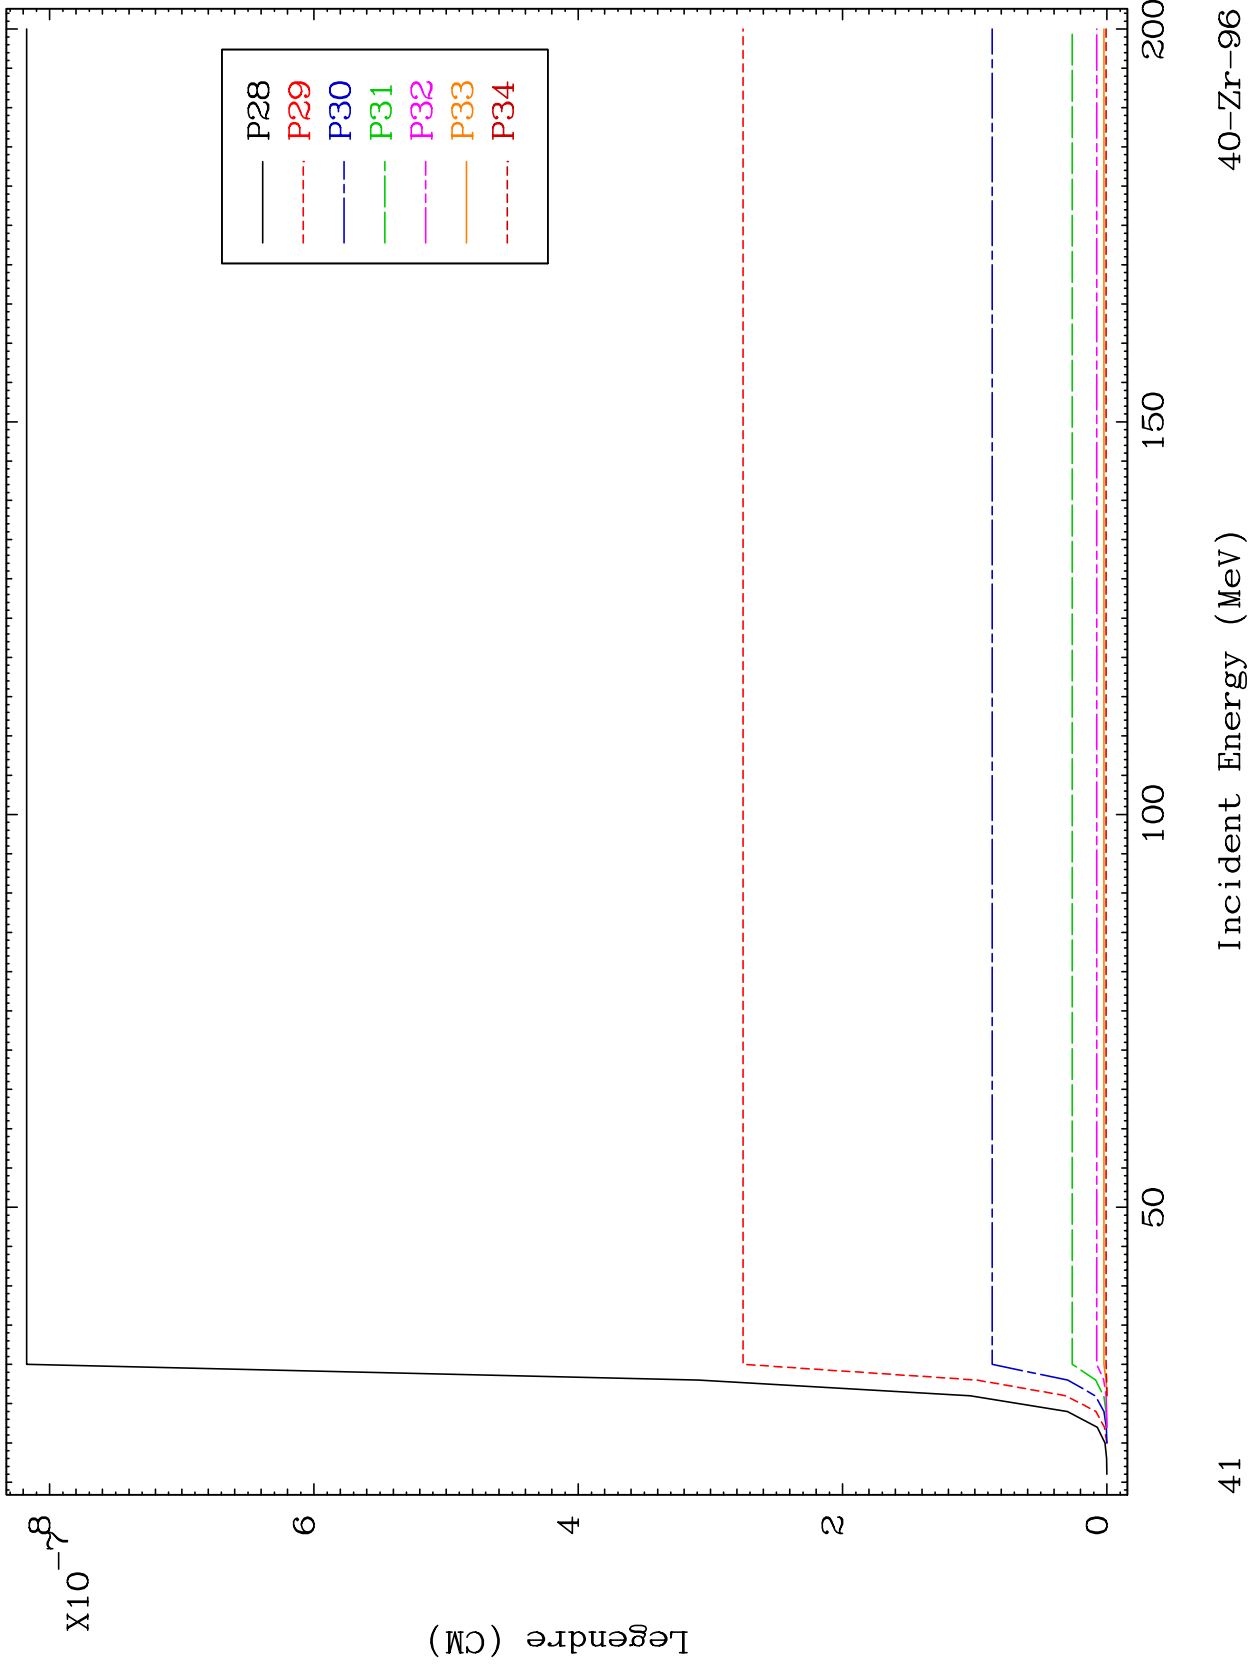 X10
-7
8
6
4
2
0
Legendre (CM)
P28
P29
P30
P31
P32
P33
P34
50
100
150
200
Incident Energy (MeV)
41
40-Zr-96